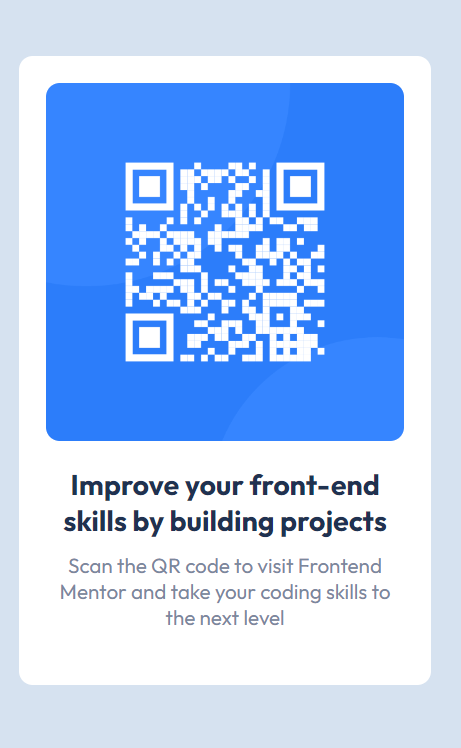 Improve your front-end
skills by building projects
Scan the QR code to visit Frontend
Mentor and take your coding skills to
the next level